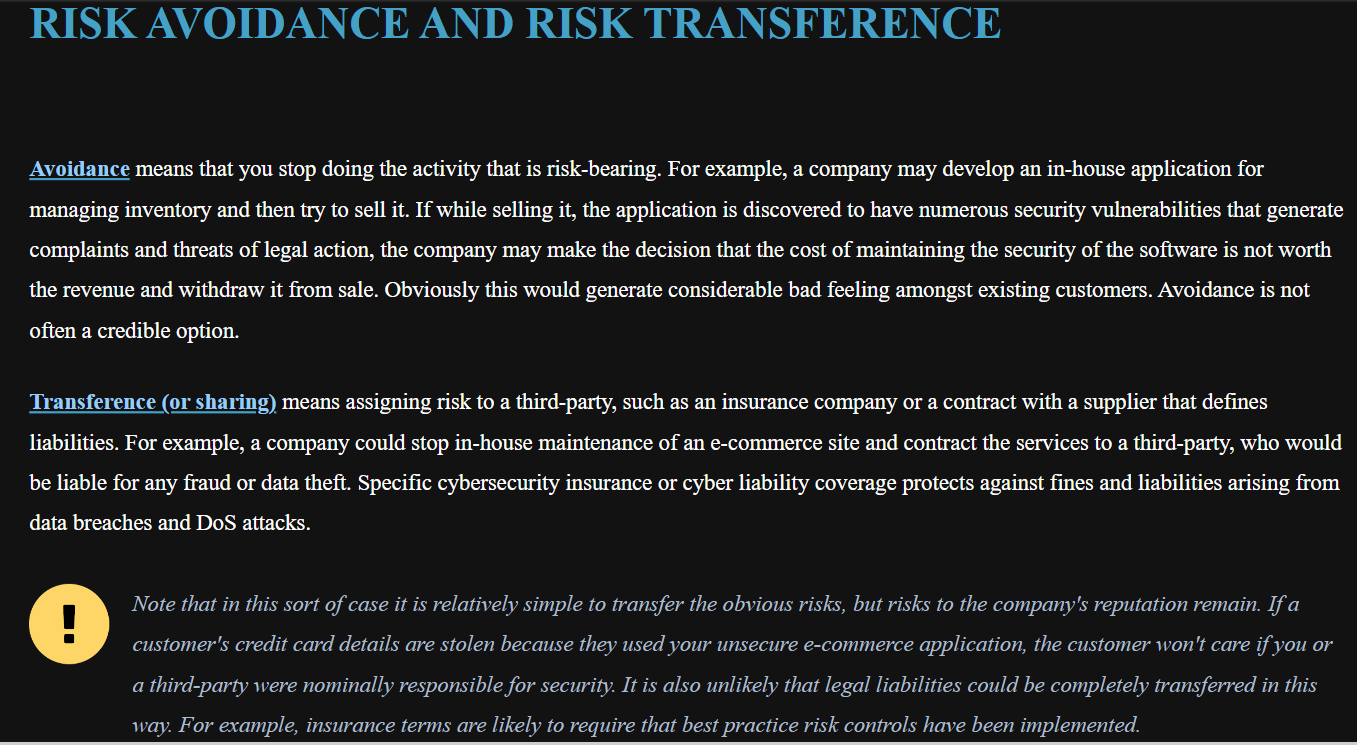 RISK AVOIDANCE AND RISK TRANSFERENCE
Avoidance means that you stop doing the activity that is risk-bearing. For example, a company may develop an in-house application for
managing inventory and then try to sell it. If while selling it, the application is discovered to have numerous security vulnerabilities that generate
complaints and threats of legal action, the company may make the decision that the cost of maintaining the security of the software is not worth
the revenue and withdraw it from sale. Obviously this would generate considerable bad feeling amongst existing customers. Avoidance is not
often a credible option.
Transference (or sharing) means assigning risk to a third-party, such as an insurance company or a contract with a supplier that defines
liabilities. For example, a company could stop in-house maintenance of an e-commerce site and contract the services to a third-party, who would
be liable for any fraud or data theft. Specific cybersecurity insurance or cyber liability coverage protects against fines and liabilities arising from
data breaches and DoS attacks.
Note that in this sort of case it is relatively simple to transfer the obvious risks, but risks to the company's reputation remain. If a
customer's credit card details are stolen because they used your unsecure e-commerce application, the customer won't care if you or
a third-party were nominally responsible for security. It is also unlikely that legal liabilities could be completely transferred in this
way. For example, insurance terms are likely to require that best practice risk controls have been implemented.